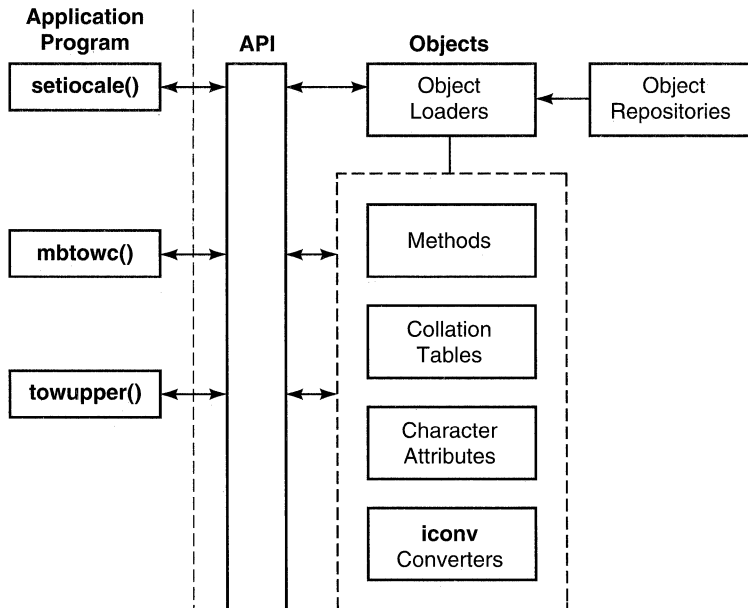 Application
Program
API
Objects
setiocale()
Object
Loaders
Object
Repositories
Methods
mbtowc()
Collation
Tables
towupper()
Character
Attributes
iconv
Converters